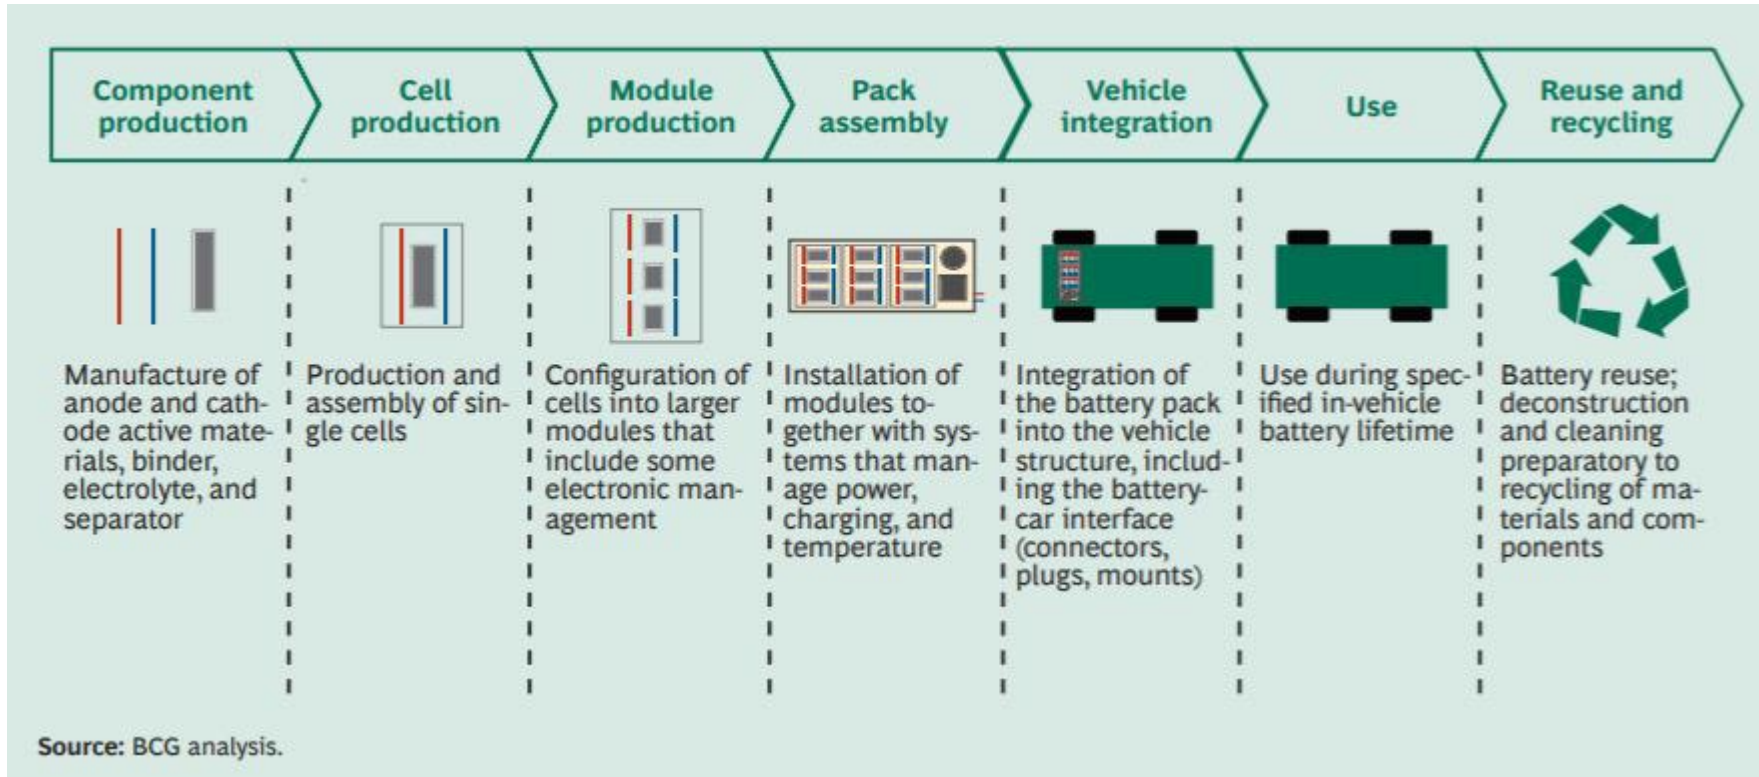 Component
production
Cell
production
Module
production
Pack
assembly
Vehicle
integration
Use
Reuse and
recycling
Manufacture of
anode and cath-
ode active mate-
rials, binder,
electrolyte, and
separator
Production and
assembly of sin-
gle cells
Configuration of
cells into larger
modules that
include some
electronic man-
agement
Installation of
modules to-
gether with sys-
tems that man-
age power,
charging, and
temperature
Integration of
the battery pack
into the vehicle
structure, includ-
ing the battery-
car interface
(connectors,
plugs, mounts)
Use during spec-
ified in-vehicle
battery lifetime
Battery reuse;
deconstruction
and cleaning
preparatory to
recycling of ma-
terials and com-
ponents
Source: BCG analysis.